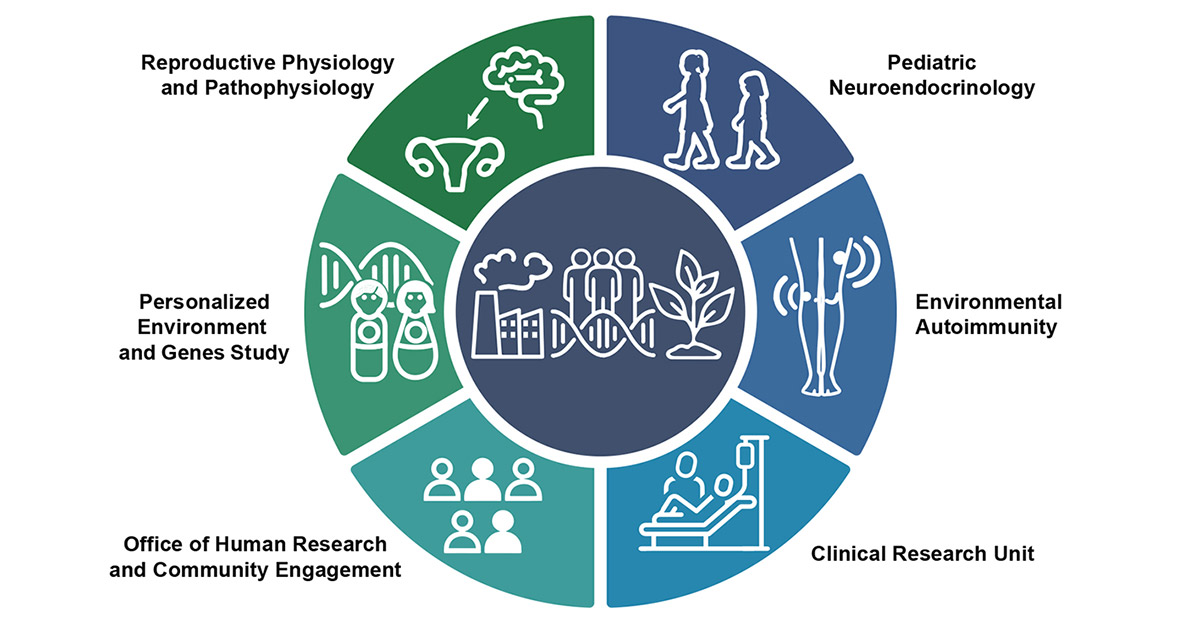 Reproductive Physiology
and Pathophysiology
Pediatric
Neuroendocrinology
Personalized
Environment
and Genes Study
Environmental
Autoimmunity
Office of Human Research
and Community Engagement
Clinical Research Unit